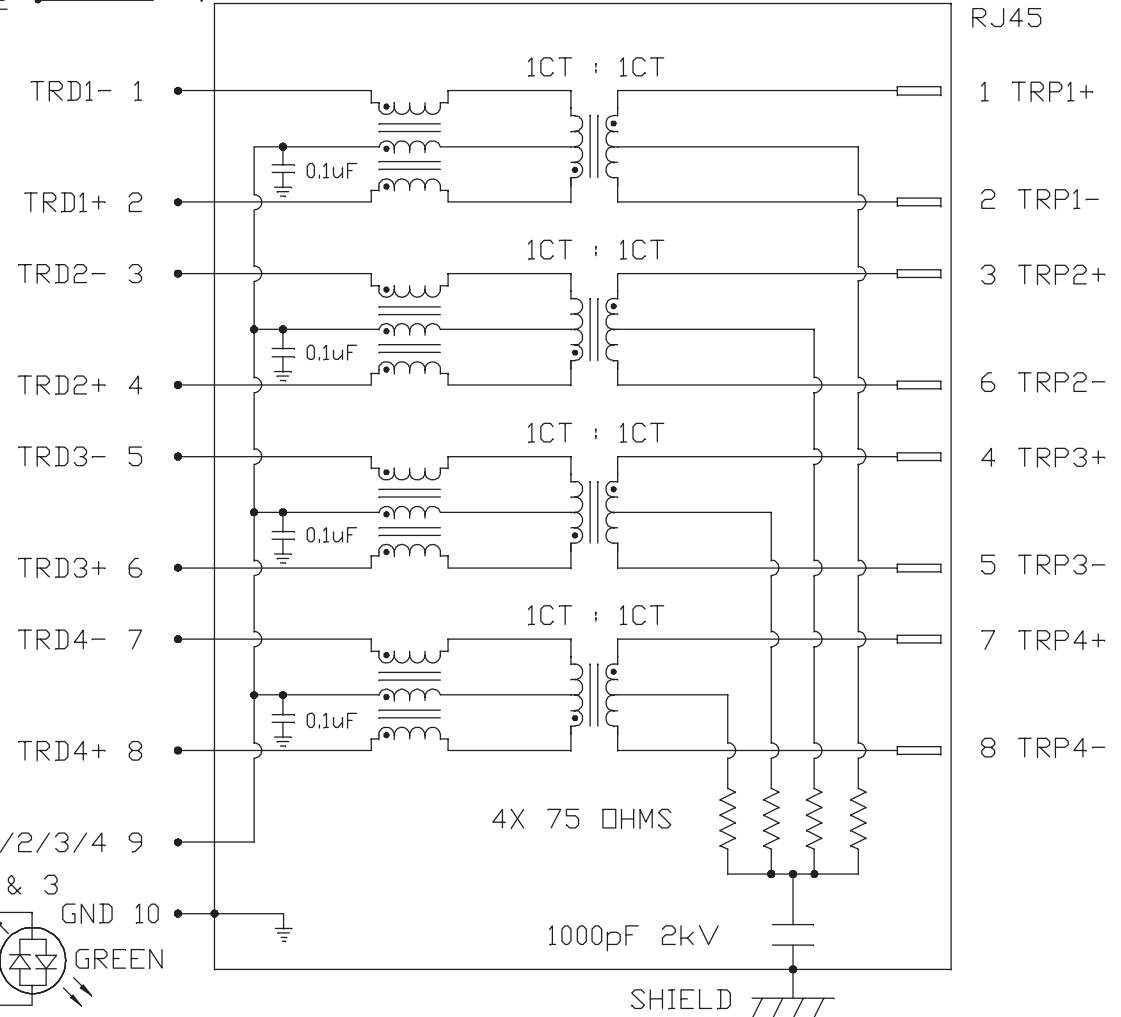 RJ45
1CT : 1CT
TRD1- 1
1 TRP1+
0.1uF
TRD1+ 2
2 TRP1-
1CT : 1CT
TRD2- 3
3 TRP2+
0.1uF
TRD2+ 4
6 TRP2-
1CT : 1CT
TRD3- 5
4 TRP3+
0.1uF
TRD3+ 6
5 TRP3-
1CT : 1CT
TRD4- 7
7 TRP4+
0.1uF
TRD4+ 8
8 TRP4-
4X 75 OHMS
/2/3/4 9
& 3
GND 10
1000pF 2kV
GREEN
SHIELD